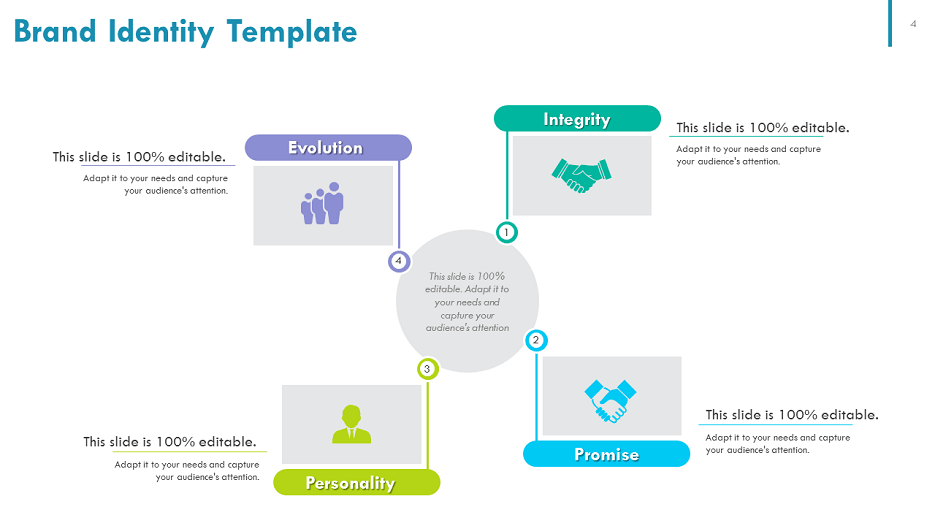 Brand Identity Template
4
Integrity
This slide is 100% editable.
Adapt it to your needs and capture
your audience's attention.
Evolution
This slide is 100% editable.
Adapt it to your needs and capture
your audience's attention.
1
4
This slide is 100%
editable. Adapt it to
your needs and
capture your
audience's attention
2
3
Promise
This slide is 100% editable.
Adapt it to your needs and capture
your audience's attention.
This slide is 100% editable.
Adapt it to your needs and capture
your audience's attention.
Personality